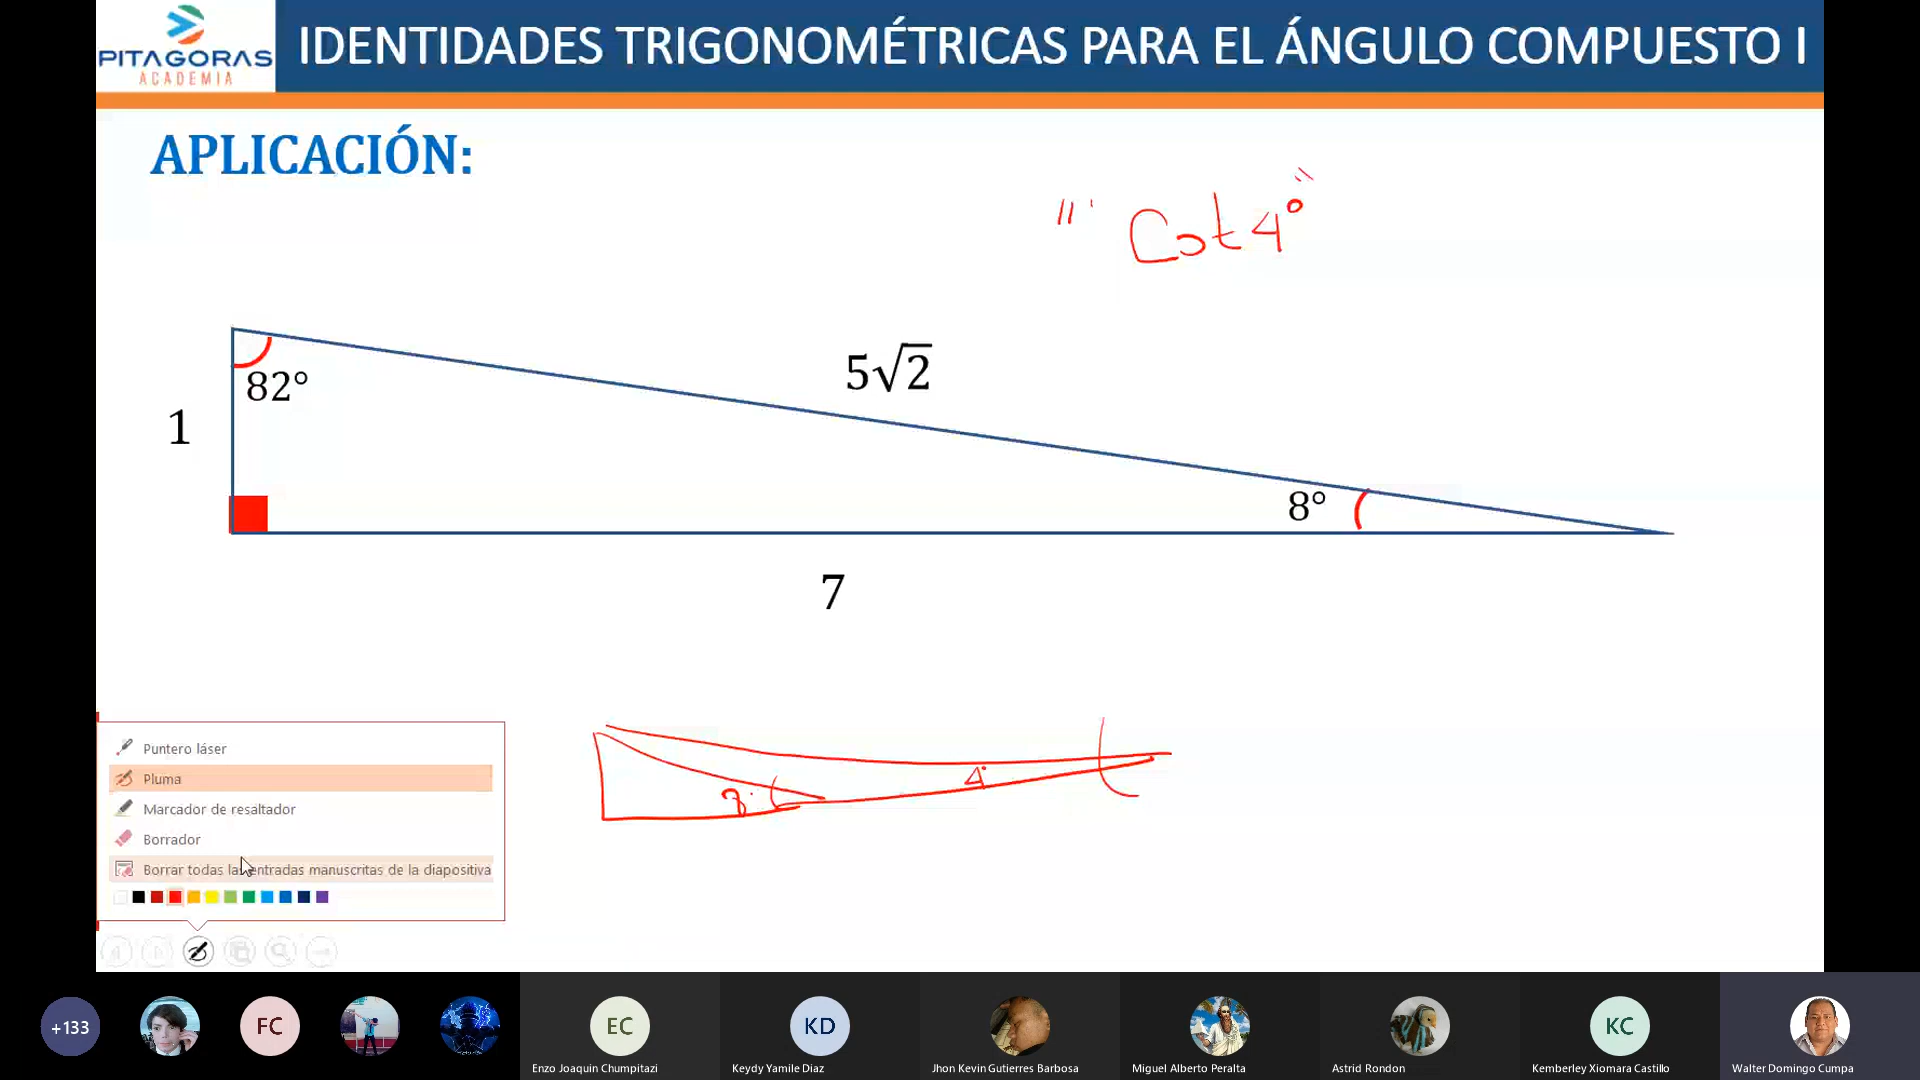 PITAGORAS
ACADEMIA
IDENTIDADES TRIGONOMÉTRICAS PARA EL ÁNGULO COMPUESTO I
APLICACIÓN:
" Cot 4° "
5√2
82°
1
8°
7
4°
8°
Puntero láser
Pluma
Marcador de resaltador
Borrador
Borrar todas las entradas manuscritas de la diapositiva
+133
FC
EC
KD
KC
Enzo Joaquin Chumpitazi
Keydy Yamile Diaz
Jhon Kevin Gutierres Barbosa
Miguel Alberto Peralta
Astrid Rondon
Kemberley Xiomara Castillo
Walter Domingo Cumpa